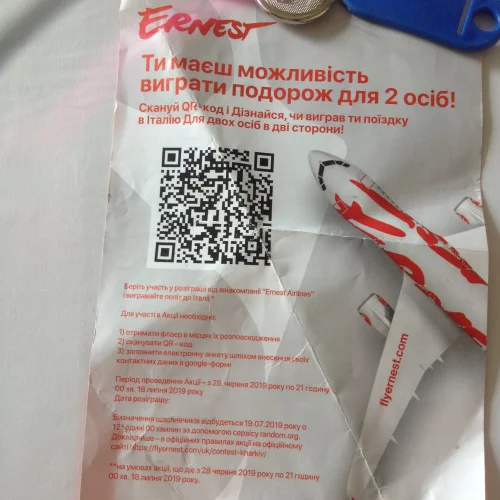 ERNEST
Ти маєш можливість
виграти подорож для 2 осіб!
Скануй QR-код і Дізнайся, чи виграв ти поїздку
в Італію Для двох осіб в дві сторони!
Беріть участь у розіграші від авіакомпанії "Ernest Airlines"
і вигравайте політ до Італії*
Для участі в Акції необхідно:
1) отримати флаєр в місцях їх розповсюдження
2) сканувати QR - код
3) заповнити електронну анкету шляхом внесення своїх
контактних даних в google-формі
Період проведення Акції – з 28 червня 2019 року по 21 годину
00 хв. 18 липня 2019 року.
Дата розіграшу:
Визначення щасливчиків відбудеться 19.07.2019 року о
12 годині 00 хвилин за допомогою сервісу random.org.
Докладніше – в офіційних правилах акції на офіційному
сайті https://flyernest.com/uk/contest-kharkiv/
**на умовах акції, що діє з 28 червня 2019 року по 21 годину
00 хв. 18 липня 2019 року.
flyernest.com